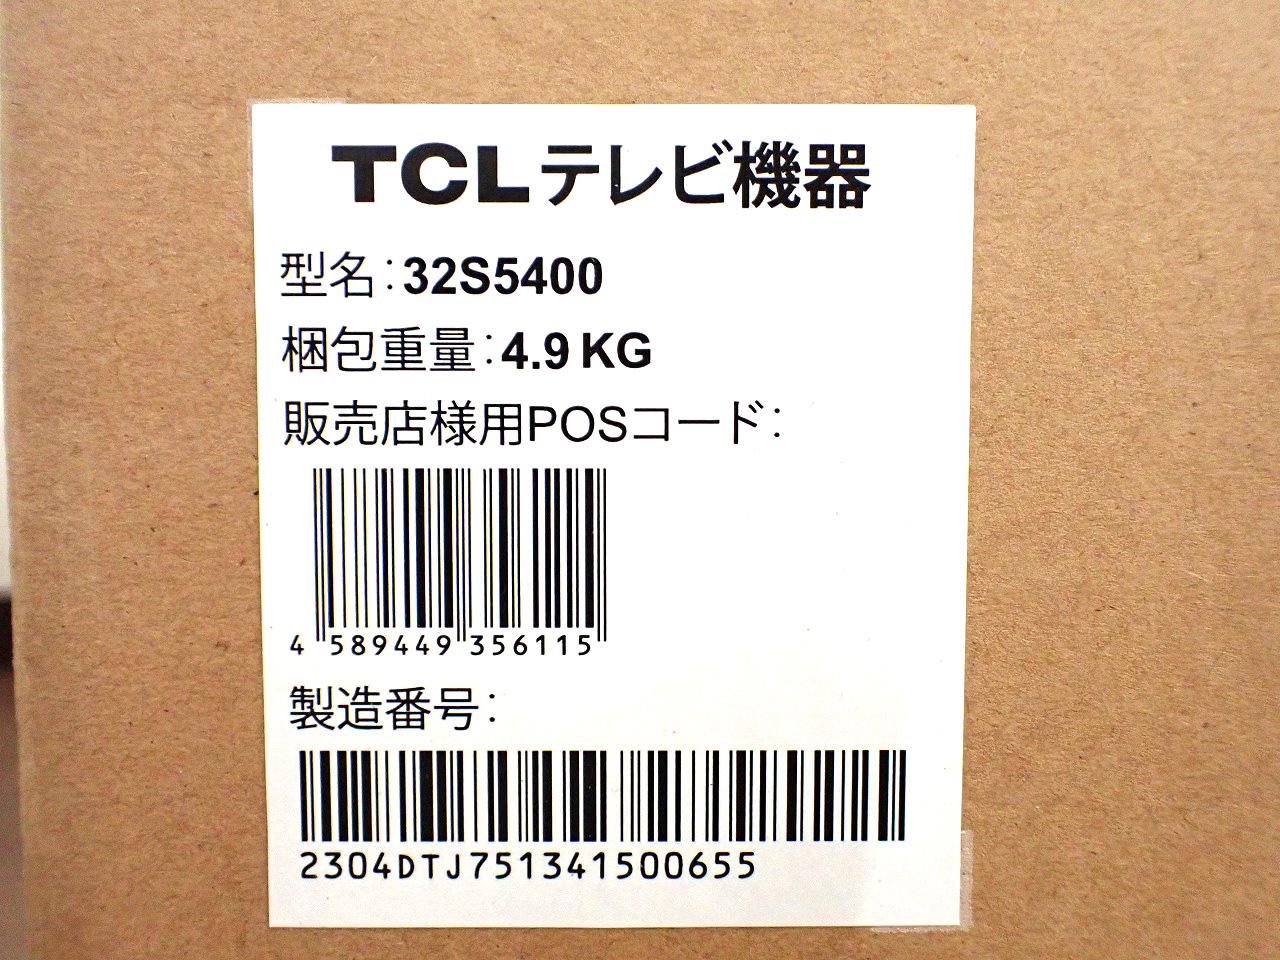 TCLテレビ機器
型名：32S5400
梱包重量：4.9 KG
販売店様用POSコード：
4 589449 356115
製造番号：
2304DTJ751341500655